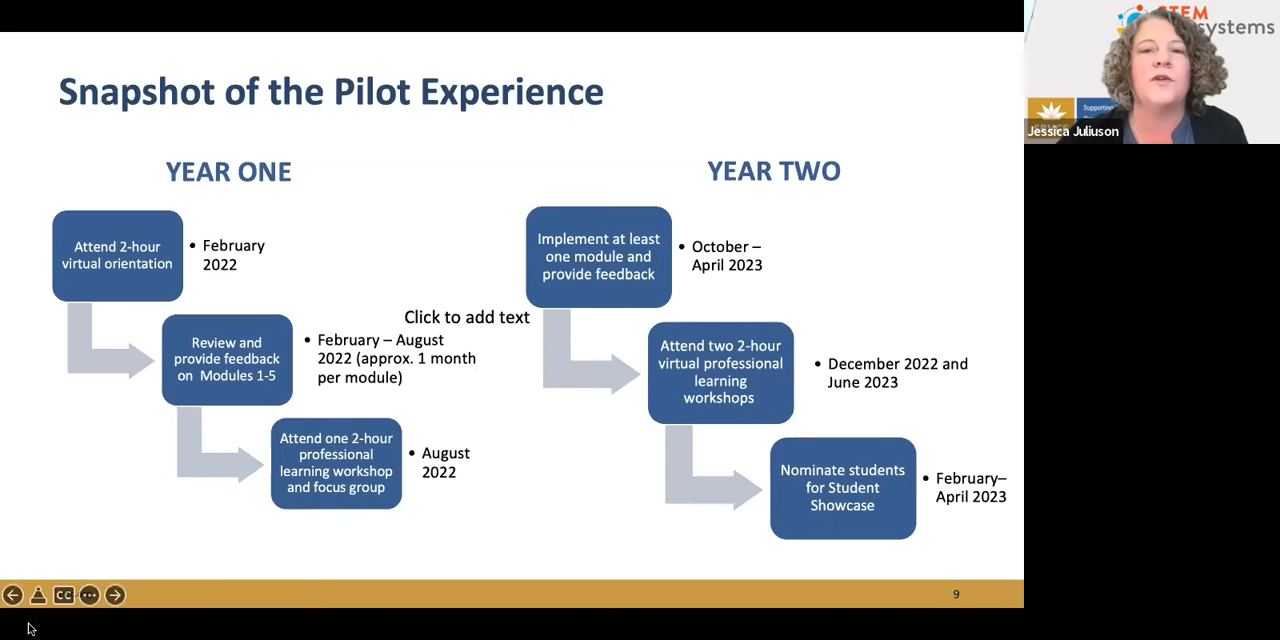 Snapshot of the Pilot Experience
YEAR ONE
Attend 2-hour
virtual orientation
• February
2022
Review and
provide feedback
on Modules 1-5
• February – August
2022 (approx. 1 month
per module)
Attend one 2-hour
professional
learning workshop
and focus group
• August
2022
Click to add text
YEAR TWO
Implement at least
one module and
provide feedback
• October –
April 2023
Attend two 2-hour
virtual professional
learning
workshops
• December 2022 and
June 2023
Nominate students
for Student
Showcase
• February–
April 2023
CC
9
STEM
systems
Supporting
Jessica Juliuson